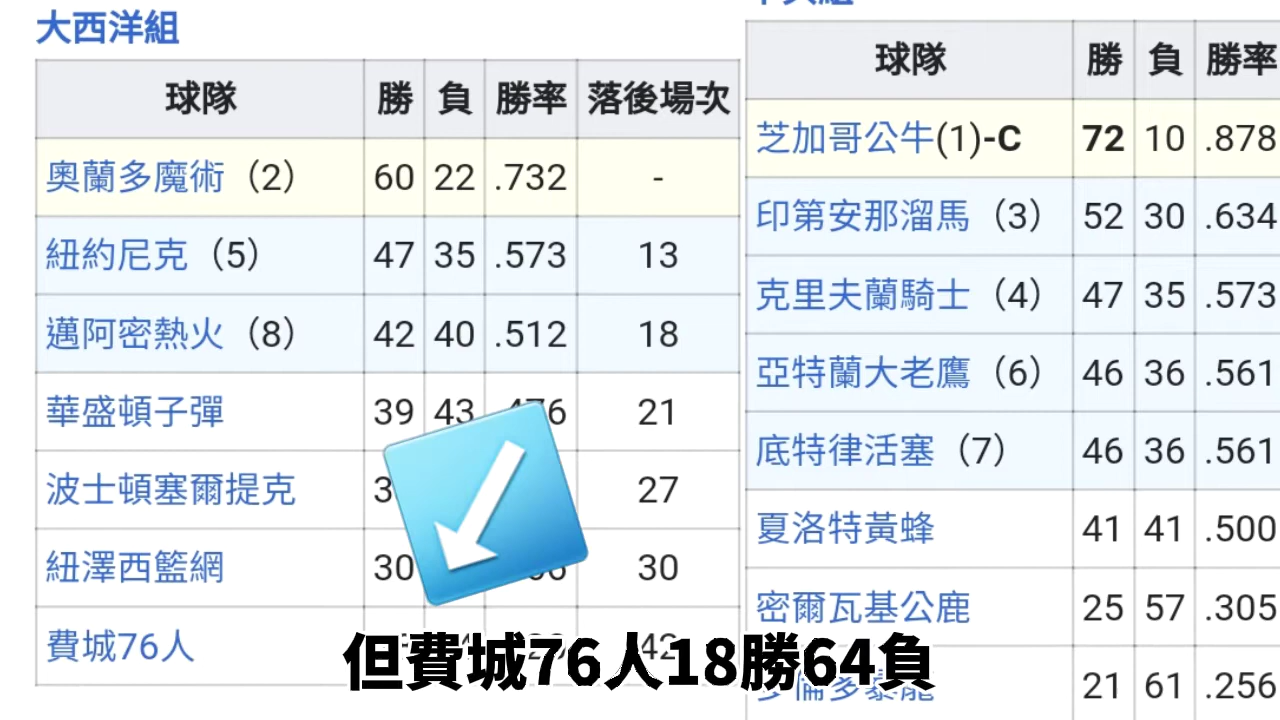 大西洋組
球隊 勝 負 勝率 落後場次
奧蘭多魔術（2） 60 22 .732 -
紐約尼克（5） 47 35 .573 13
邁阿密熱火（8） 42 40 .512 18
華盛頓子彈 39 43 21
波士頓塞爾提克 27
紐澤西籃網 30 30
費城76人
球隊 勝 負 勝率
芝加哥公牛(1)-C 72 10 .878
印第安那溜馬（3） 52 30 .634
克里夫蘭騎士（4） 47 35 .573
亞特蘭大老鷹（6） 46 36 .561
底特律活塞（7） 46 36 .561
夏洛特黃蜂 41 41 .500
密爾瓦基公鹿 25 57 .305
21 61 .256
但費城76人18勝64負